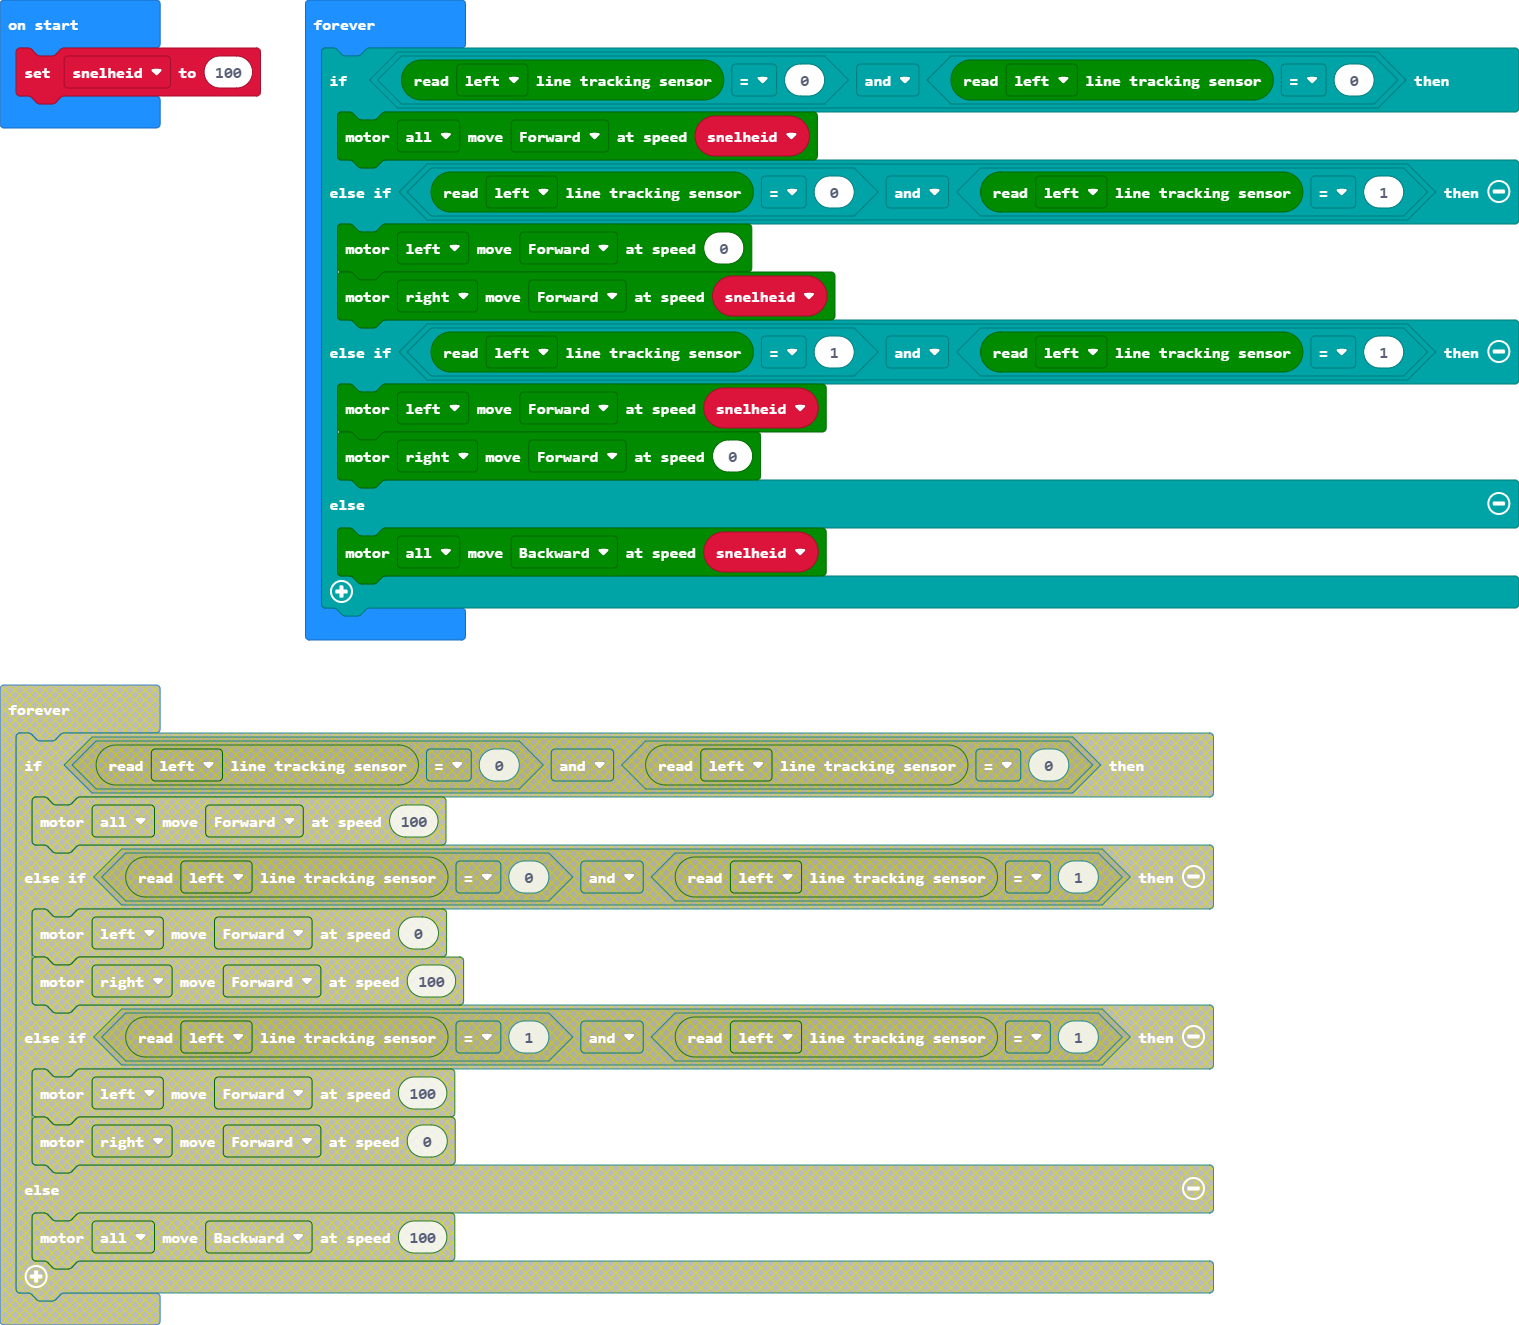 on start
set snelheid to 100
forever
if read left line tracking sensor = 0 and read left line tracking sensor = 0 then
motor all move Forward at speed snelheid
else if read left line tracking sensor = 0 and read left line tracking sensor = 1 then
motor left move Forward at speed 0
motor right move Forward at speed snelheid
else if read left line tracking sensor = 1 and read left line tracking sensor = 1 then
motor left move Forward at speed snelheid
motor right move Forward at speed 0
else
motor all move Backward at speed snelheid
forever
if read left line tracking sensor = 0 and read left line tracking sensor = 0 then
motor all move Forward at speed 100
else if read left line tracking sensor = 0 and read left line tracking sensor = 1 then
motor left move Forward at speed 0
motor right move Forward at speed 100
else if read left line tracking sensor = 1 and read left line tracking sensor = 1 then
motor left move Forward at speed 100
motor right move Forward at speed 0
else
motor all move Backward at speed 100